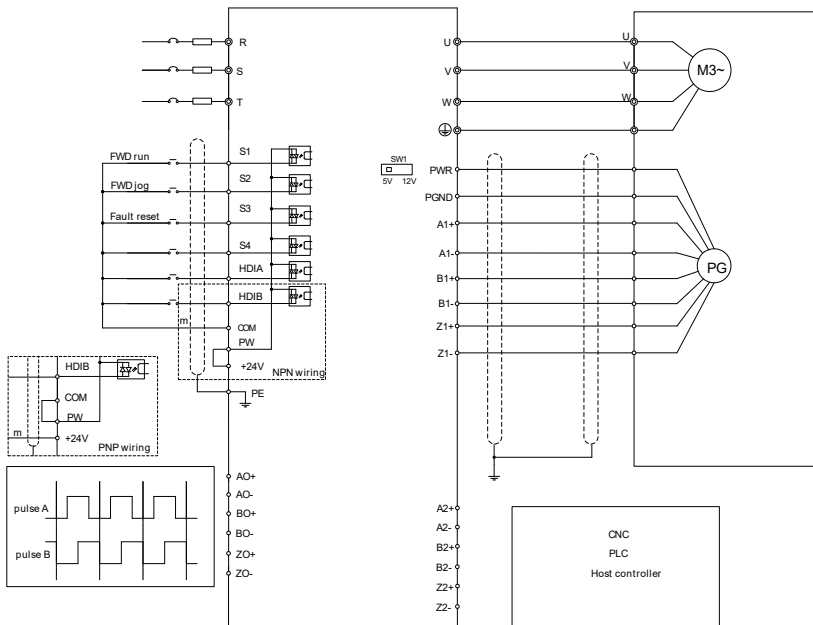 R
S
T
U
V
W
U
V
W
M3~
FWD run
S1
FWD jog
S2
Fault reset
S3
S4
HDIA
HDIB
m
COM
PW
+24V
NPN wiring
PE
SW1
5V 12V
PWR
PGND
A1+
A1-
B1+
B1-
Z1+
Z1-
PG
HDIB
COM
PW
m
+24V
PNP wiring
pulse A
pulse B
AO+
AO-
BO+
BO-
ZO+
ZO-
A2+
A2-
B2+
B2-
Z2+
Z2-
CNC
PLC
Host controller